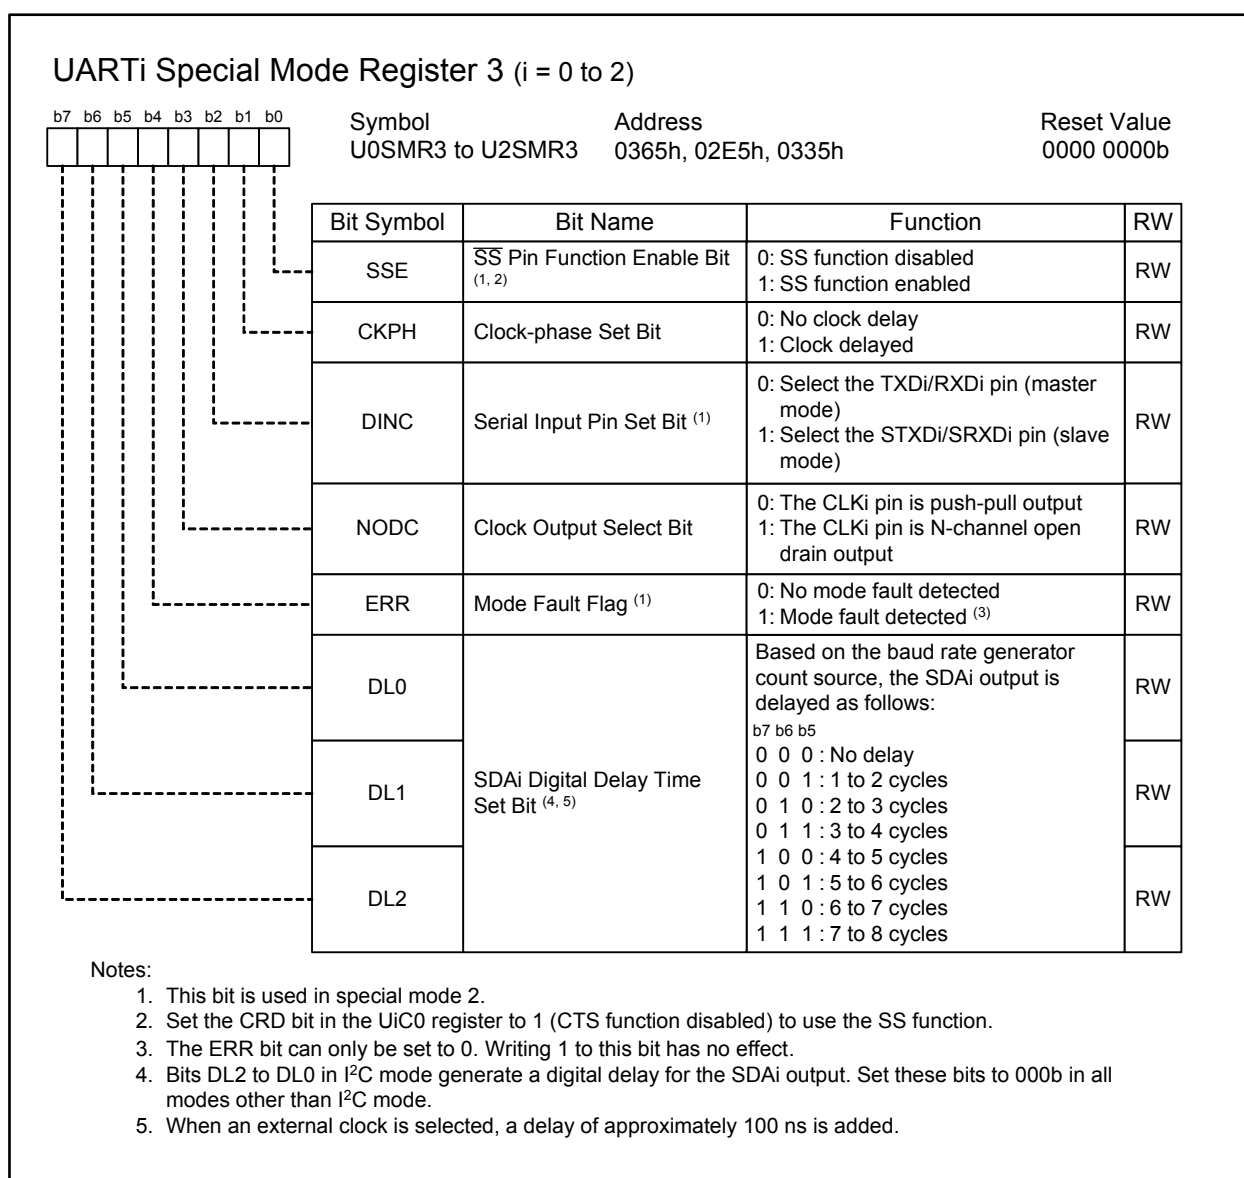 UARTi Special Mode Register 3 (i = 0 to 2)
b7 b6 b5 b4 b3 b2 b1 b0
Symbol Address Reset Value
U0SMR3 to U2SMR3 0365h, 02E5h, 0335h 0000 0000b
Bit Symbol Bit Name Function RW
SSE S̅S̅ Pin Function Enable Bit (1, 2) 0: SS function disabled RW
1: SS function enabled
CKPH Clock-phase Set Bit 0: No clock delay RW
1: Clock delayed
DINC Serial Input Pin Set Bit (1) 0: Select the TXDi/RXDi pin (master RW
mode)
1: Select the STXDi/SRXDi pin (slave
mode)
NODC Clock Output Select Bit 0: The CLKi pin is push-pull output RW
1: The CLKi pin is N-channel open
drain output
ERR Mode Fault Flag (1) 0: No mode fault detected RW
1: Mode fault detected (3)
DL0 Based on the baud rate generator RW
count source, the SDAi output is
delayed as follows:
b7 b6 b5
0 0 0 : No delay
DL1 SDAi Digital Delay Time 0 0 1 : 1 to 2 cycles RW
Set Bit (4, 5) 0 1 0 : 2 to 3 cycles
0 1 1 : 3 to 4 cycles
1 0 0 : 4 to 5 cycles
DL2 1 0 1 : 5 to 6 cycles RW
1 1 0 : 6 to 7 cycles
1 1 1 : 7 to 8 cycles
Notes:
1. This bit is used in special mode 2.
2. Set the CRD bit in the UiC0 register to 1 (CTS function disabled) to use the SS function.
3. The ERR bit can only be set to 0. Writing 1 to this bit has no effect.
4. Bits DL2 to DL0 in I²C mode generate a digital delay for the SDAi output. Set these bits to 000b in all
modes other than I²C mode.
5. When an external clock is selected, a delay of approximately 100 ns is added.